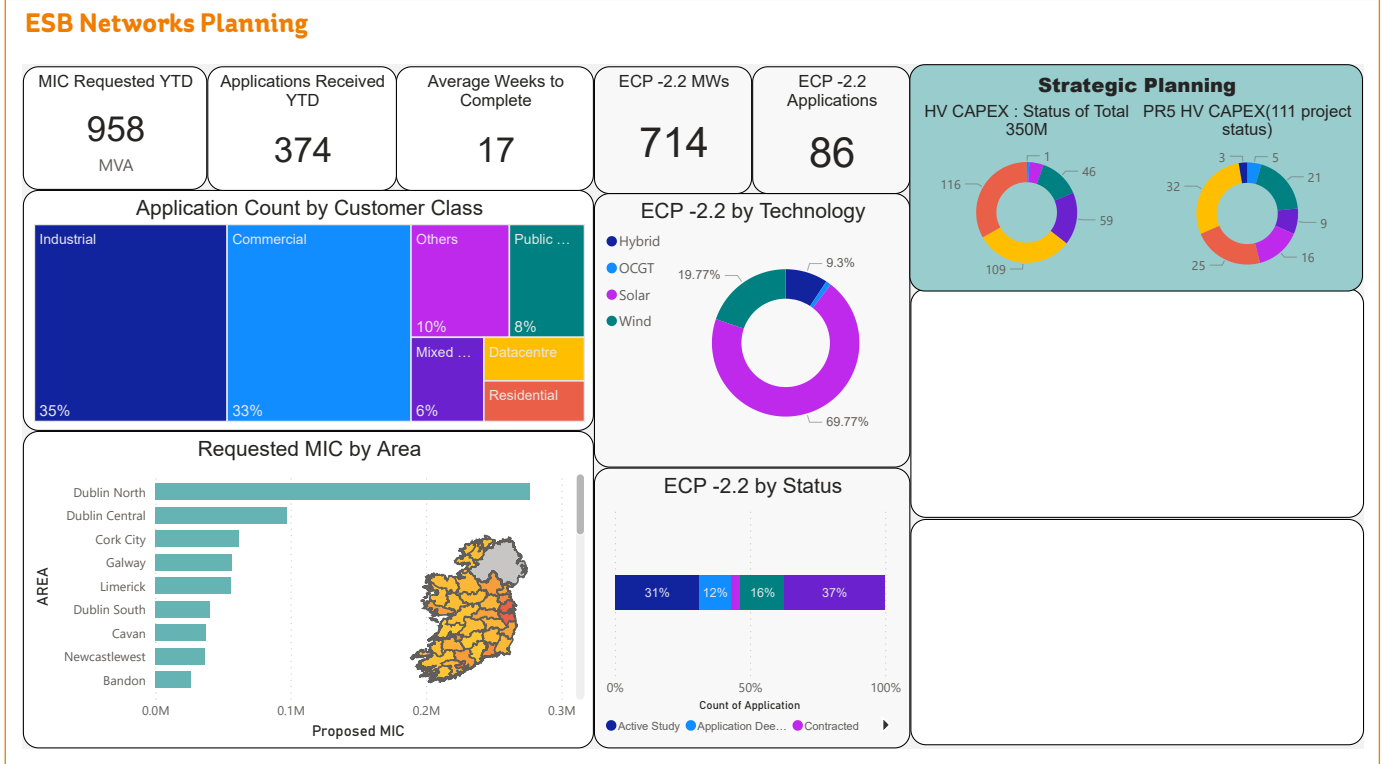 ESB Networks Planning
MIC Requested YTD
958
MVA
Applications Received
YTD
374
Average Weeks to
Complete
17
ECP -2.2 MWs
714
ECP -2.2
Applications
86
Strategic Planning
HV CAPEX : Status of Total
350M
1
46
59
109
116
PR5 HV CAPEX(111 project
status)
3
5
21
9
16
25
32
Application Count by Customer Class
Industrial
35%
Commercial
33%
Others
10%
Public ...
8%
Mixed ...
6%
Datacentre
Residential
ECP -2.2 by Technology
Hybrid
OCGT
Solar
Wind
9.3%
19.77%
69.77%
Requested MIC by Area
AREA
Dublin North
Dublin Central
Cork City
Galway
Limerick
Dublin South
Cavan
Newcastlewest
Bandon
0.0M 0.1M 0.2M 0.3M
Proposed MIC
ECP -2.2 by Status
31% 12% 16% 37%
0% 50% 100%
Count of Application
Active Study Application Dee... Contracted